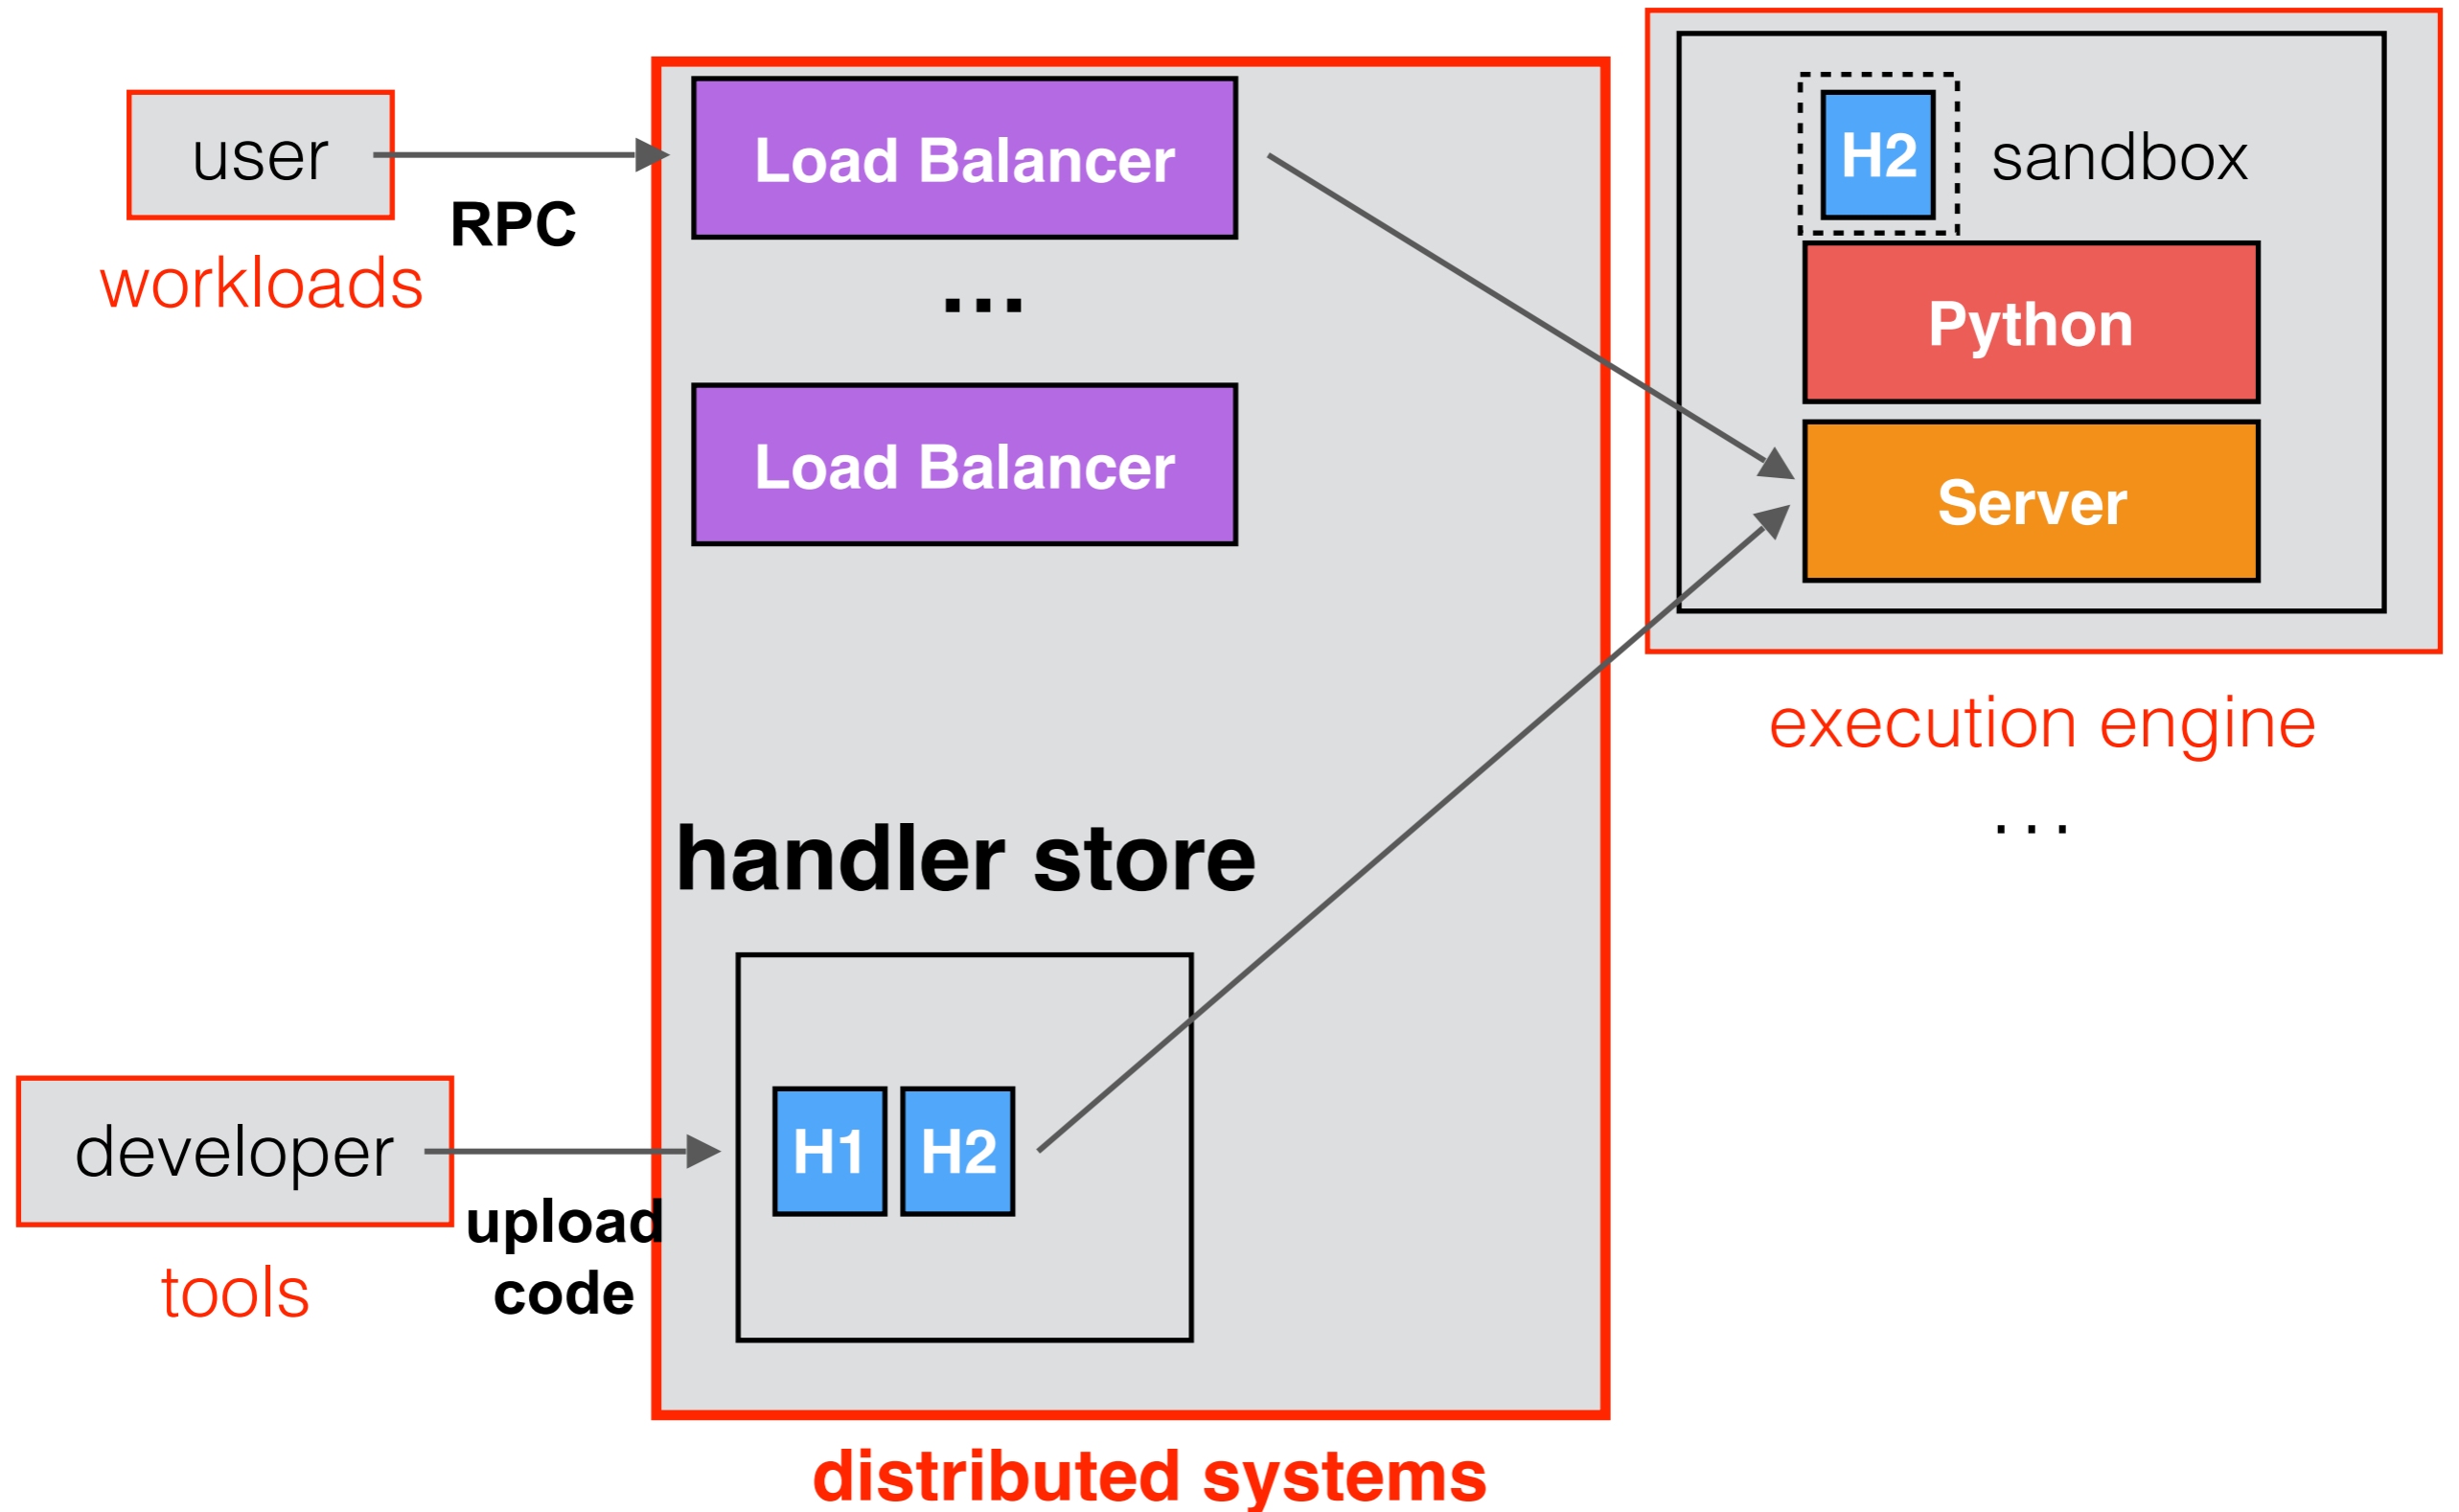 user
RPC
workloads
Load Balancer
...
Load Balancer
handler store
H1
H2
developer
upload
code
tools
distributed systems
H2
sandbox
Python
Server
execution engine
...